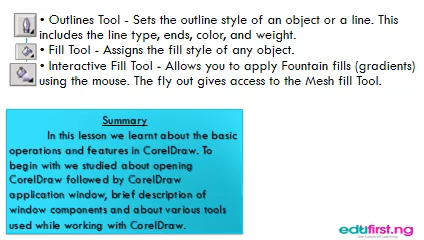 • Outlines Tool - Sets the outline style of an object or a line. This
includes the line type, ends, color, and weight.
• Fill Tool - Assigns the fill style of any object.
• Interactive Fill Tool - Allows you to apply Fountain fills (gradients)
using the mouse. The fly out gives access to the Mesh fill Tool.
Summary
In this lesson we learnt about the basic
operations and features in CorelDraw. To
begin with we studied about opening
CorelDraw followed by CorelDraw
application window, brief description of
window components and about various tools
used while working with CorelDraw.
edufirst.ng